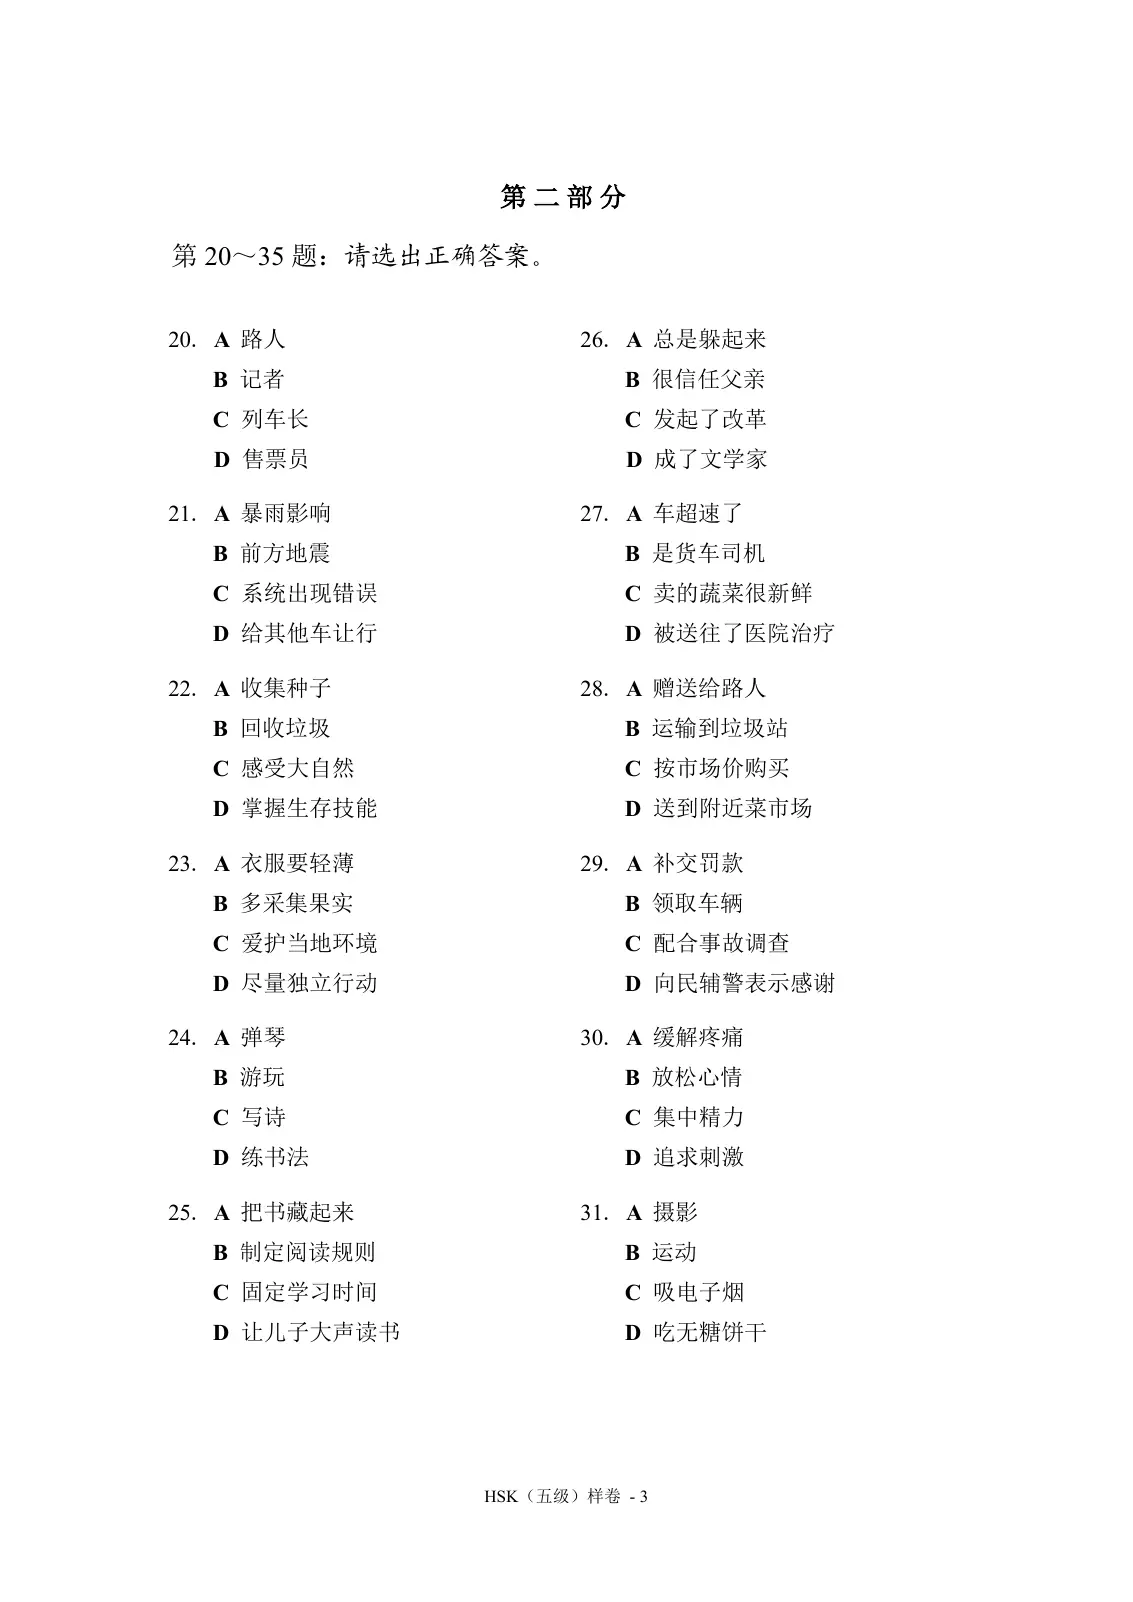 第二部分
第 20～35 题：请选出正确答案。
20. A 路人
B 记者
C 列车长
D 售票员
21. A 暴雨影响
B 前方地震
C 系统出现错误
D 给其他车让行
22. A 收集种子
B 回收垃圾
C 感受大自然
D 掌握生存技能
23. A 衣服要轻薄
B 多采集果实
C 爱护当地环境
D 尽量独立行动
24. A 弹琴
B 游玩
C 写诗
D 练书法
25. A 把书藏起来
B 制定阅读规则
C 固定学习时间
D 让儿子大声读书
26. A 总是躲起来
B 很信任父亲
C 发起了改革
D 成了文学家
27. A 车超速了
B 是货车司机
C 卖的蔬菜很新鲜
D 被送往了医院治疗
28. A 赠送给路人
B 运输到垃圾站
C 按市场价购买
D 送到附近菜市场
29. A 补交罚款
B 领取车辆
C 配合事故调查
D 向民辅警表示感谢
30. A 缓解疼痛
B 放松心情
C 集中精力
D 追求刺激
31. A 摄影
B 运动
C 吸电子烟
D 吃无糖饼干
HSK（五级）样卷 - 3